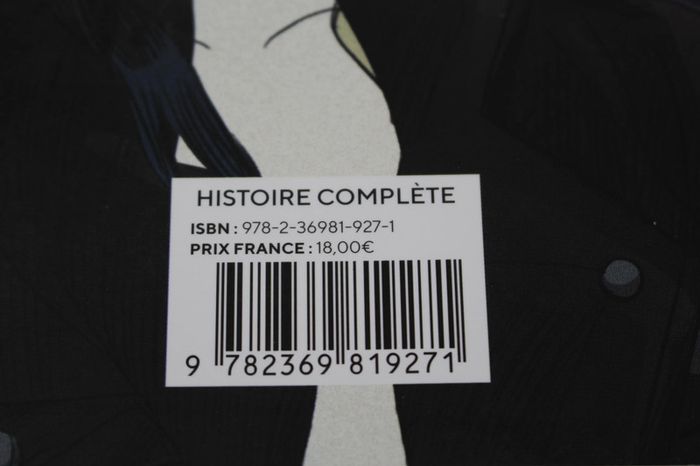 HISTOIRE COMPLÈTE
ISBN : 978-2-36981-927-1
PRIX FRANCE : 18,00€
9 782369 819271